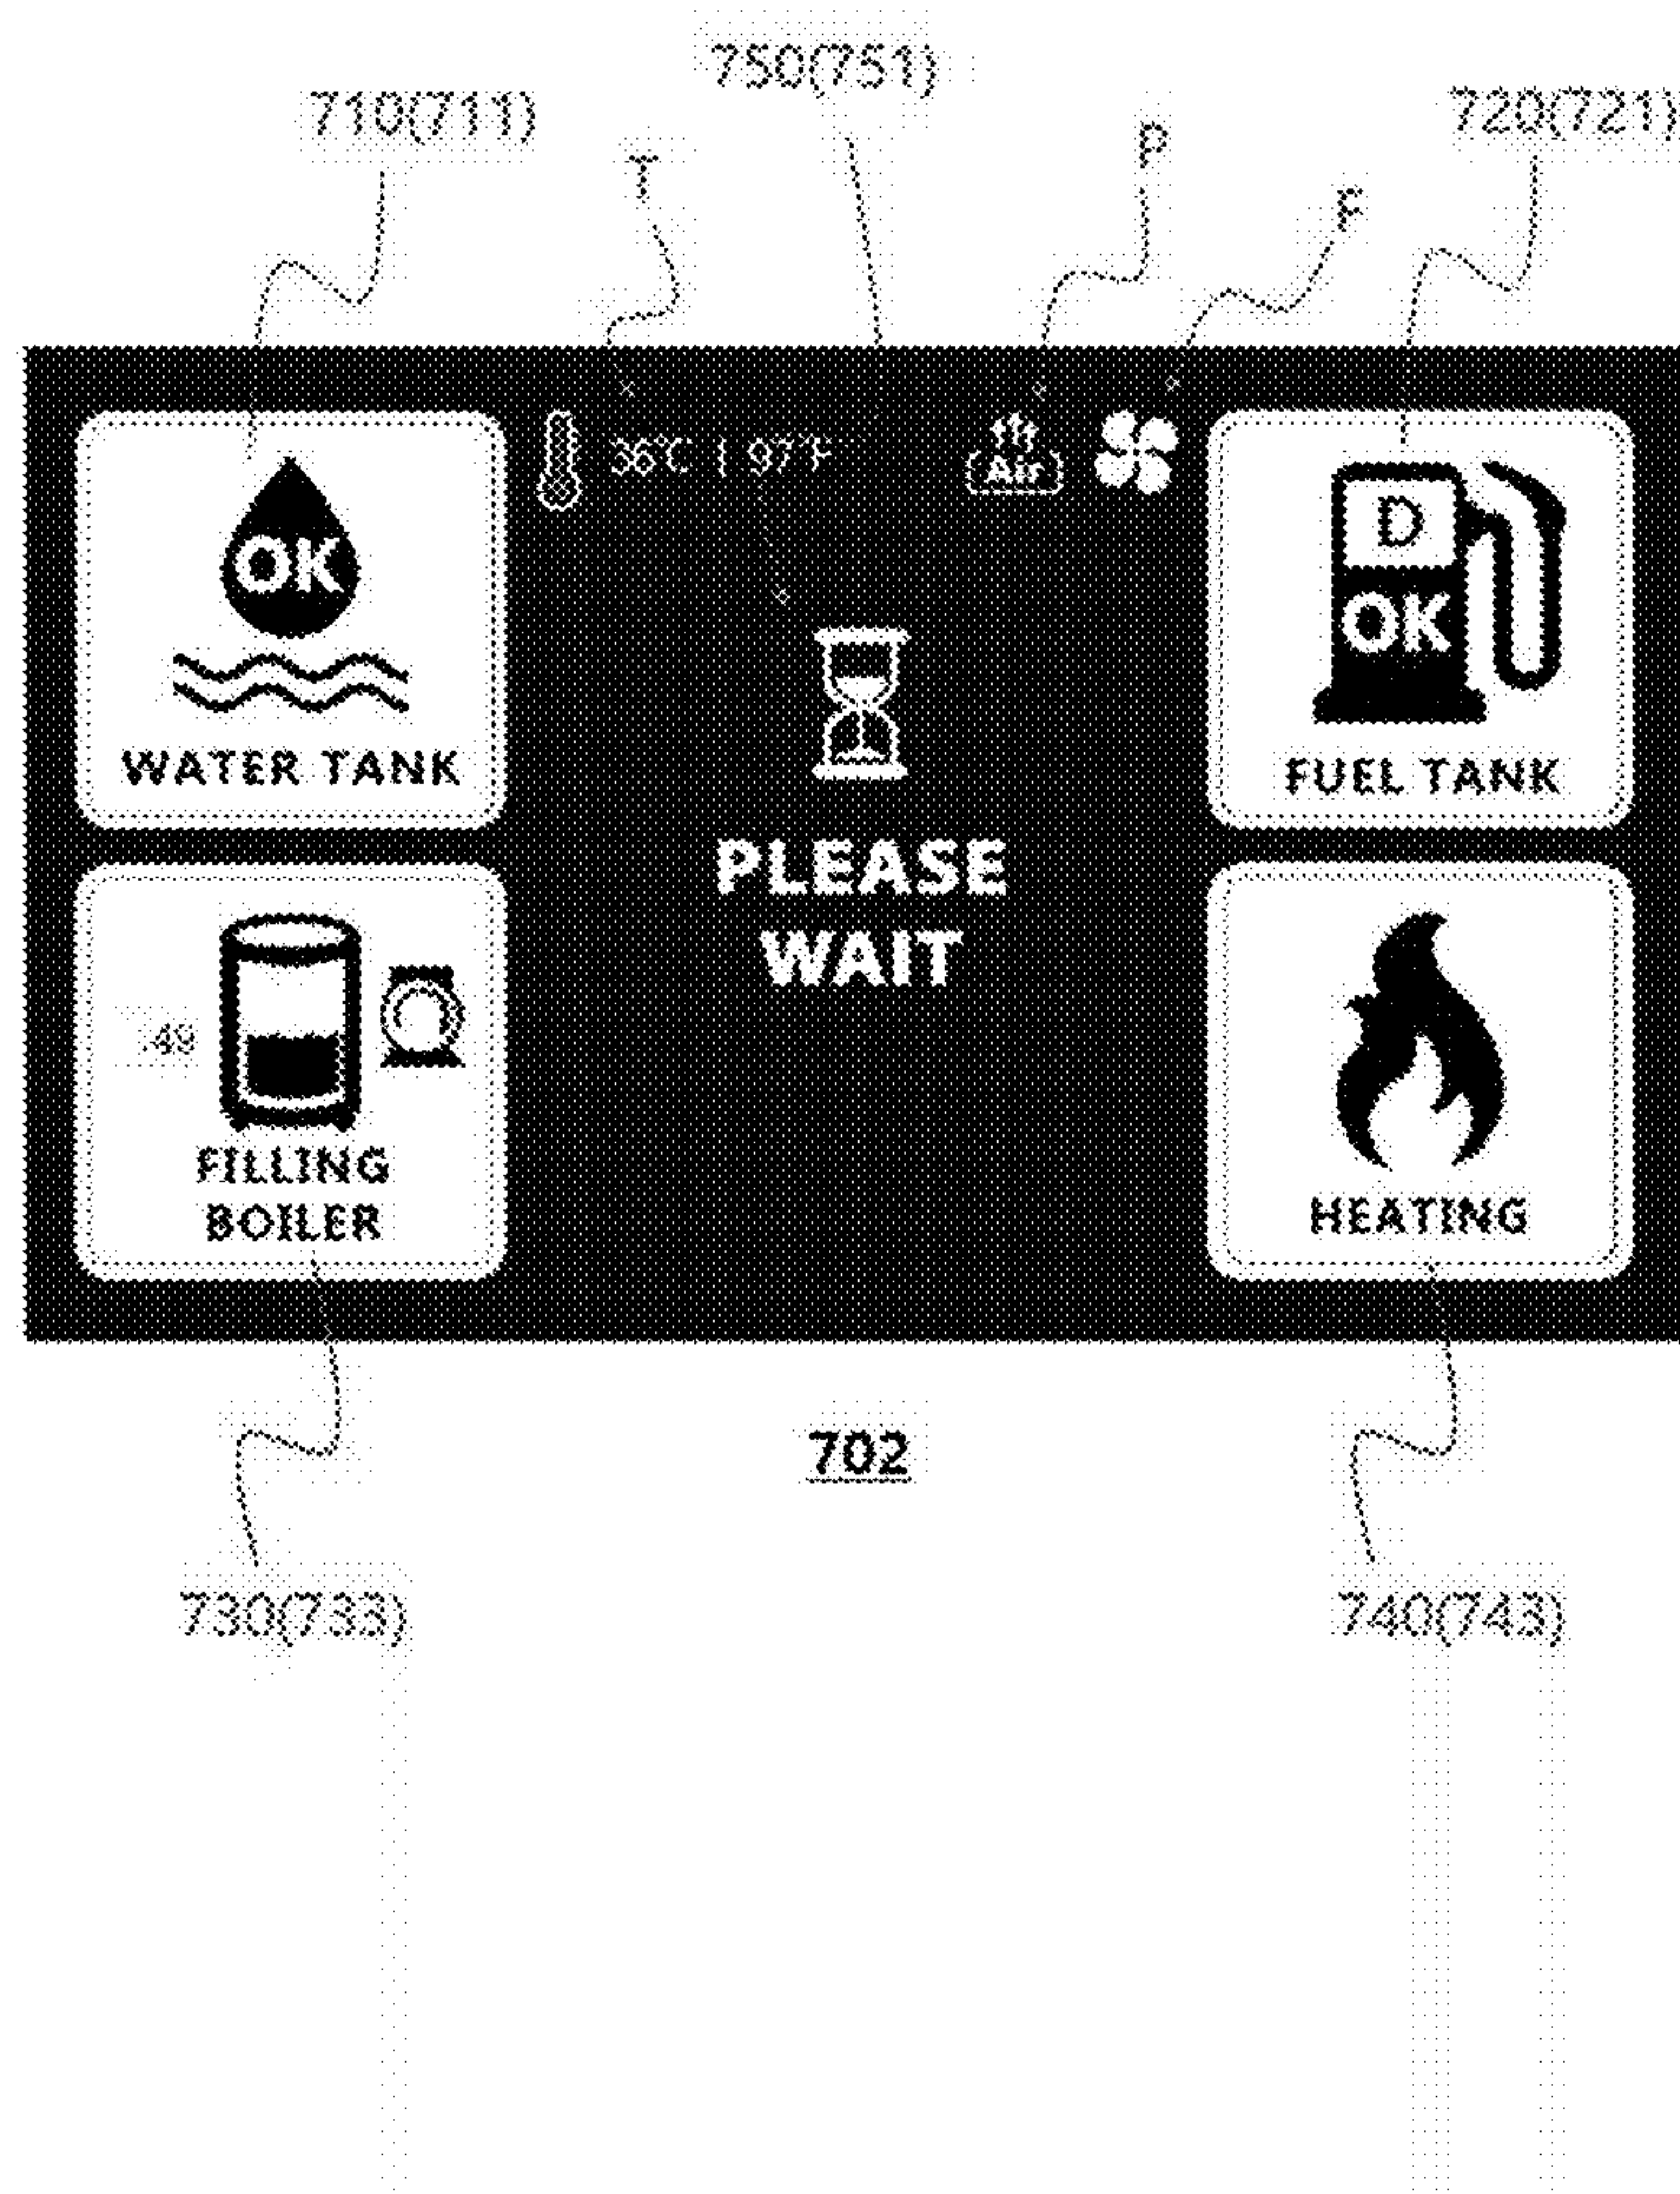 750(751)
710(711)
720(721)
P
T
F
36°C | 97°F
Air
OK
D
OK
WATER TANK
FUEL TANK
PLEASE
WAIT
49
FILLING
BOILER
HEATING
702
730(733)
740(743)